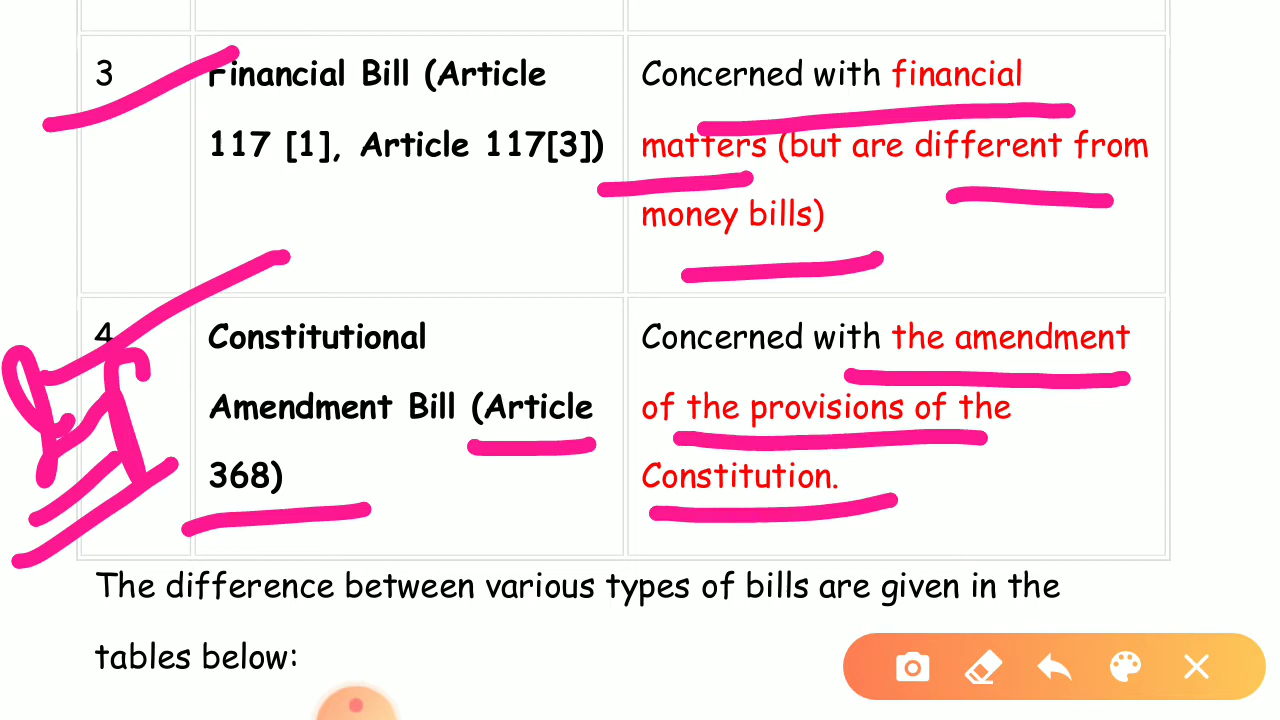 3
Financial Bill (Article
117 [1], Article 117[3])
Concerned with financial
matters (but are different from
money bills)
4
Constitutional
Amendment Bill (Article
368)
Concerned with the amendment
of the provisions of the
Constitution.
The difference between various types of bills are given in the
tables below: